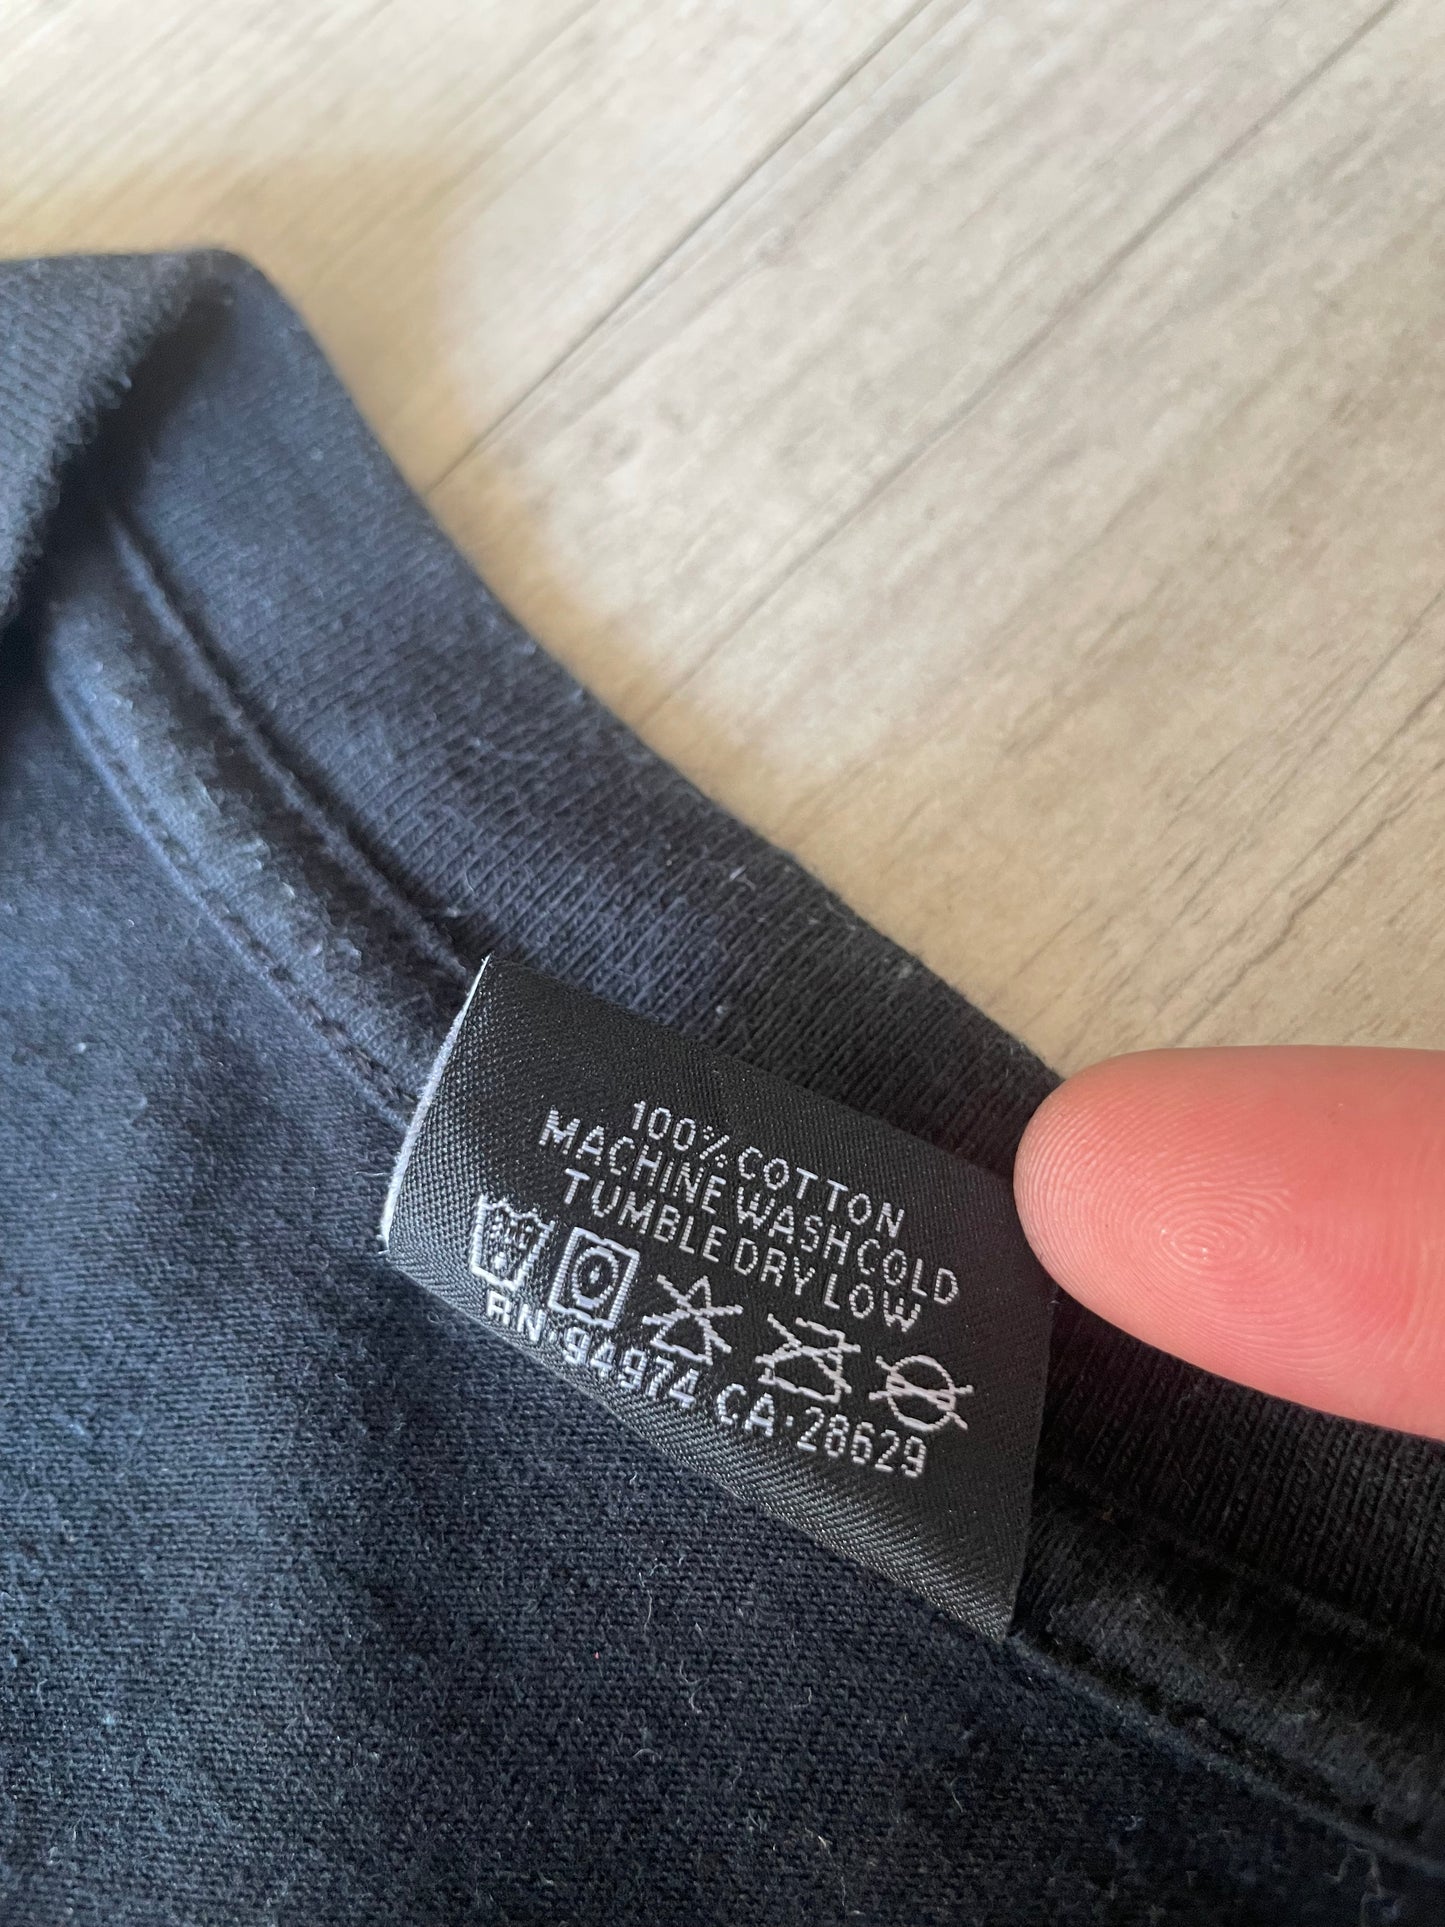 100% COTTON
MACHINE WASH COLD
TUMBLE DRY LOW
RN·94974 CA·28629